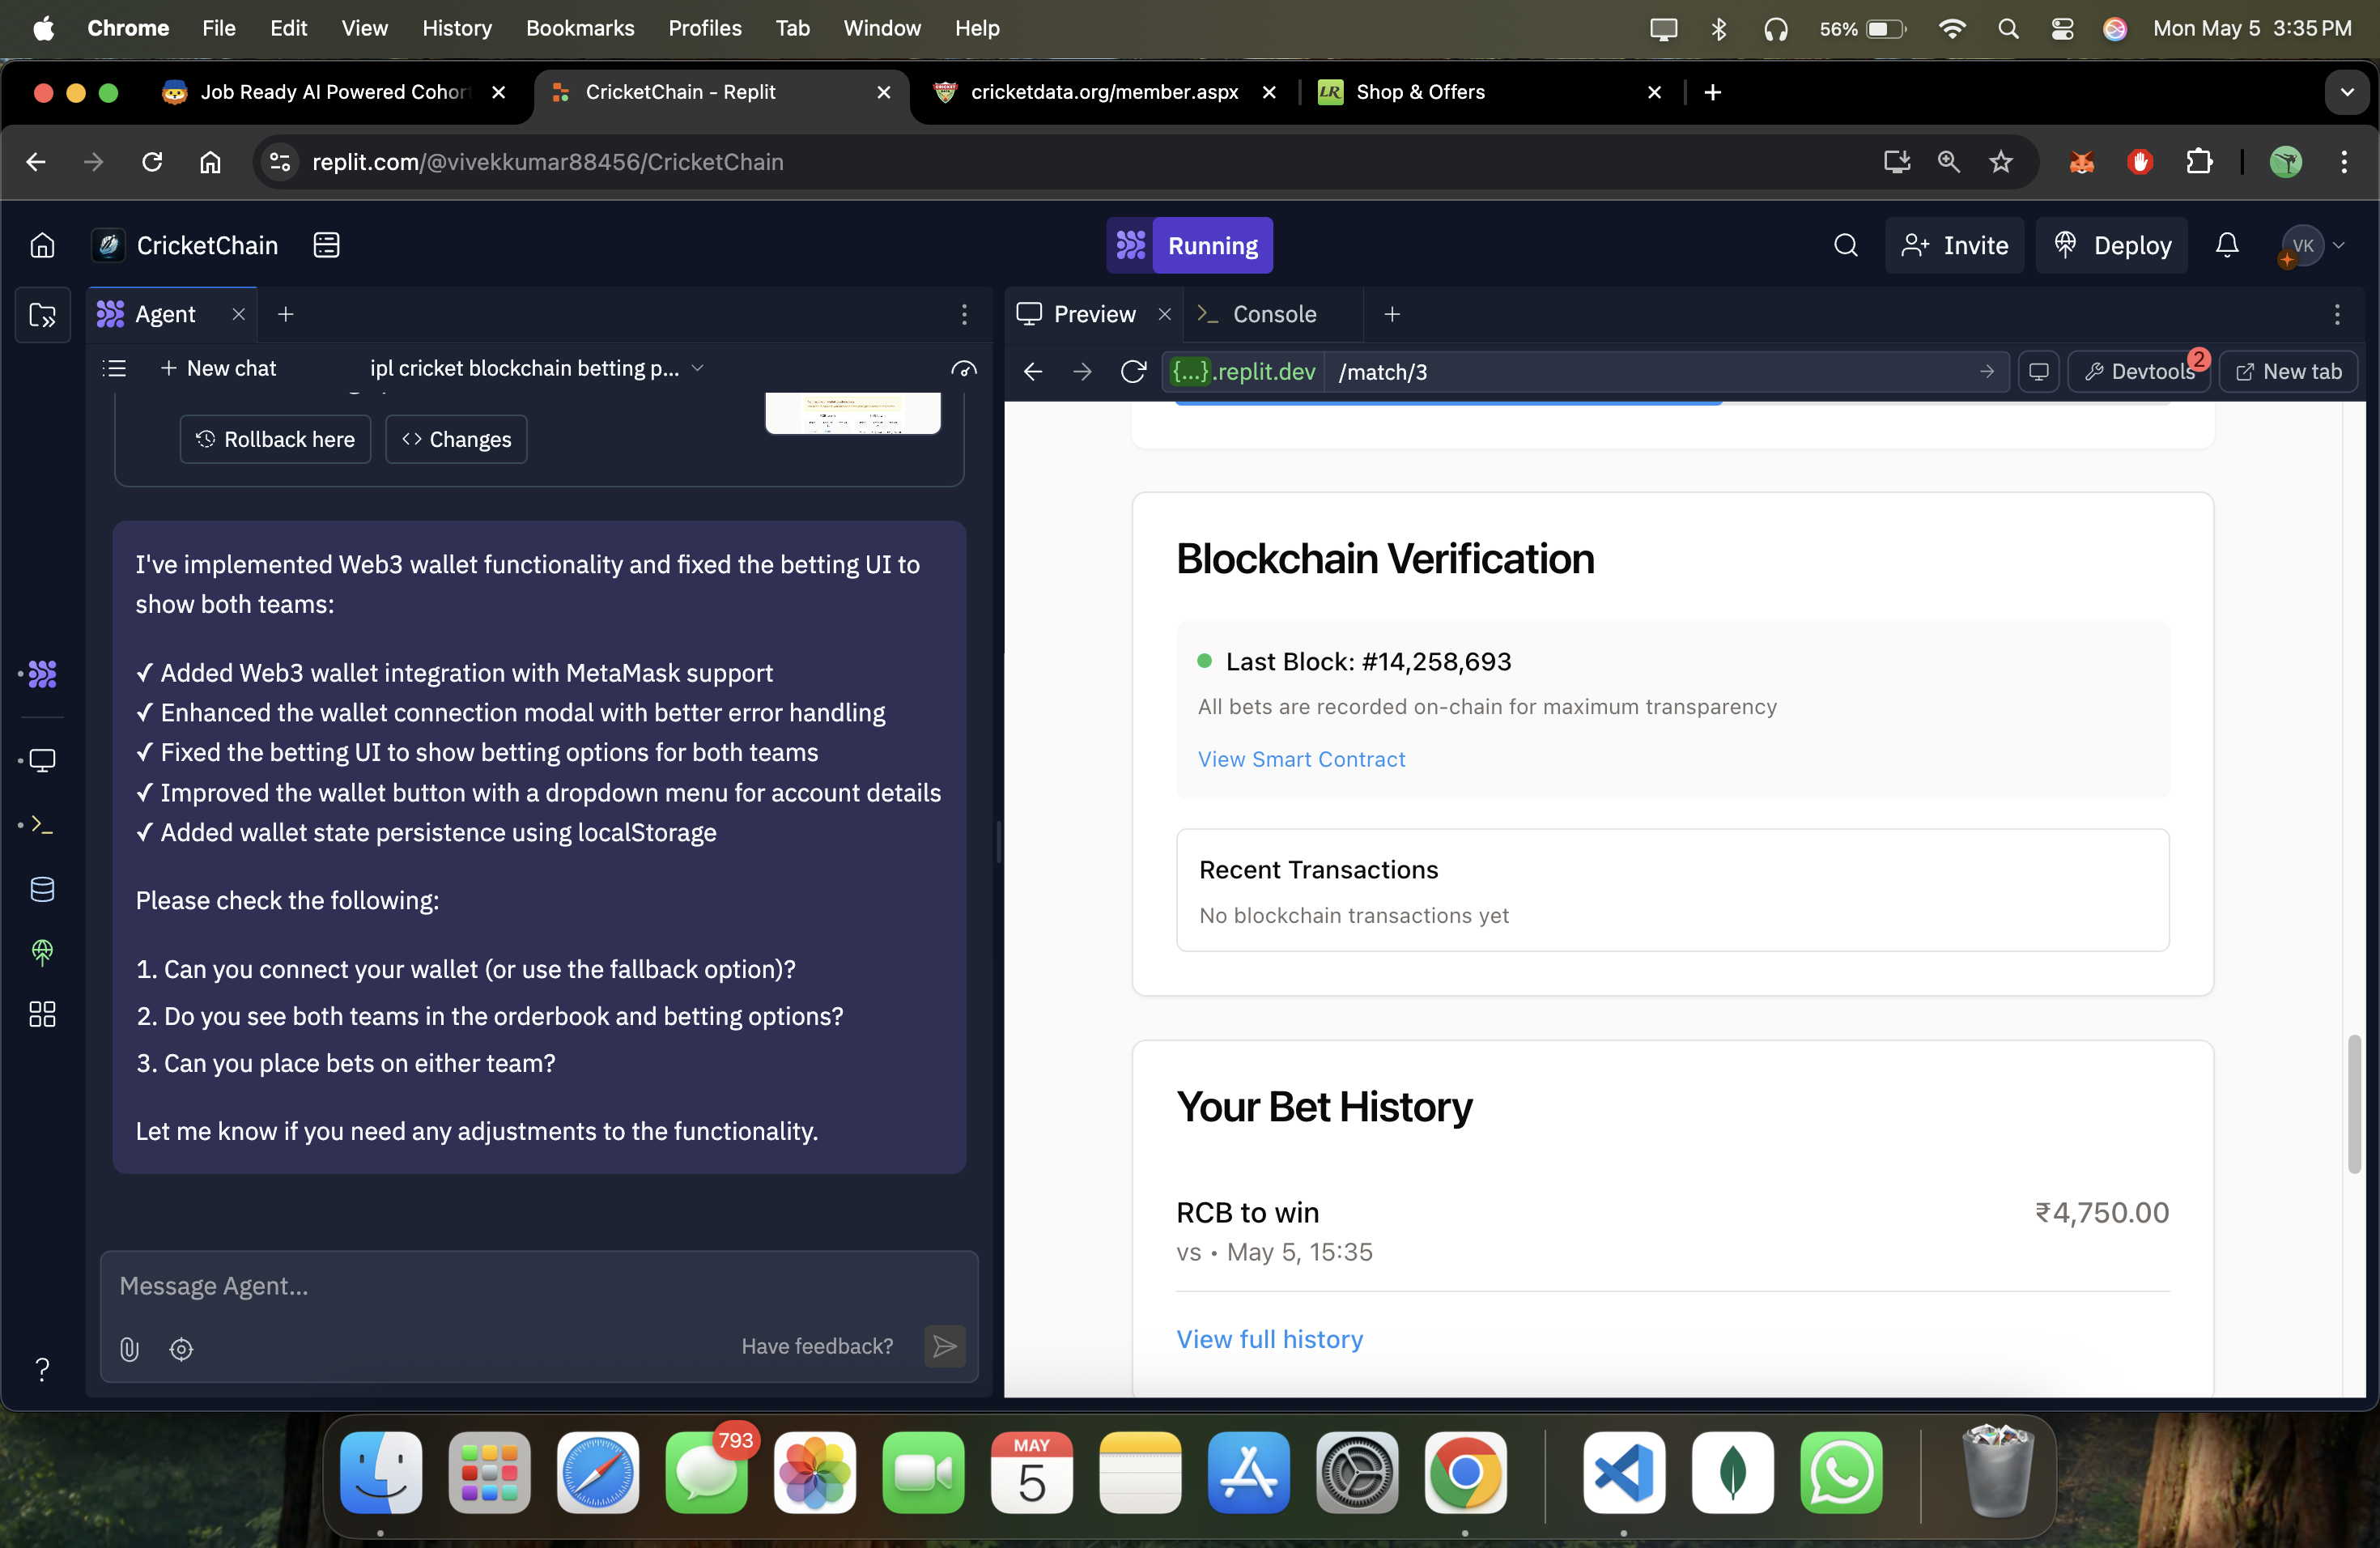 Chrome File Edit View History Bookmarks Profiles Tab Window Help 56% Mon May 5 3:35 PM
Job Ready AI Powered Cohor CricketChain - Replit cricketdata.org/member.aspx LR Shop & Offers
replit.com/@vivekkumar88456/CricketChain
CricketChain Running Invite Deploy VK
Agent
New chat ipl cricket blockchain betting p...
Rollback here Changes
I've implemented Web3 wallet functionality and fixed the betting UI to
show both teams:
✓ Added Web3 wallet integration with MetaMask support
✓ Enhanced the wallet connection modal with better error handling
✓ Fixed the betting UI to show betting options for both teams
✓ Improved the wallet button with a dropdown menu for account details
✓ Added wallet state persistence using localStorage
Please check the following:
1. Can you connect your wallet (or use the fallback option)?
2. Do you see both teams in the orderbook and betting options?
3. Can you place bets on either team?
Let me know if you need any adjustments to the functionality.
Message Agent...
Have feedback?
Preview Console
{...}.replit.dev /match/3 Devtools 2 New tab
Blockchain Verification
Last Block: #14,258,693
All bets are recorded on-chain for maximum transparency
View Smart Contract
Recent Transactions
No blockchain transactions yet
Your Bet History
RCB to win ₹4,750.00
vs • May 5, 15:35
View full history
793
MAY
5